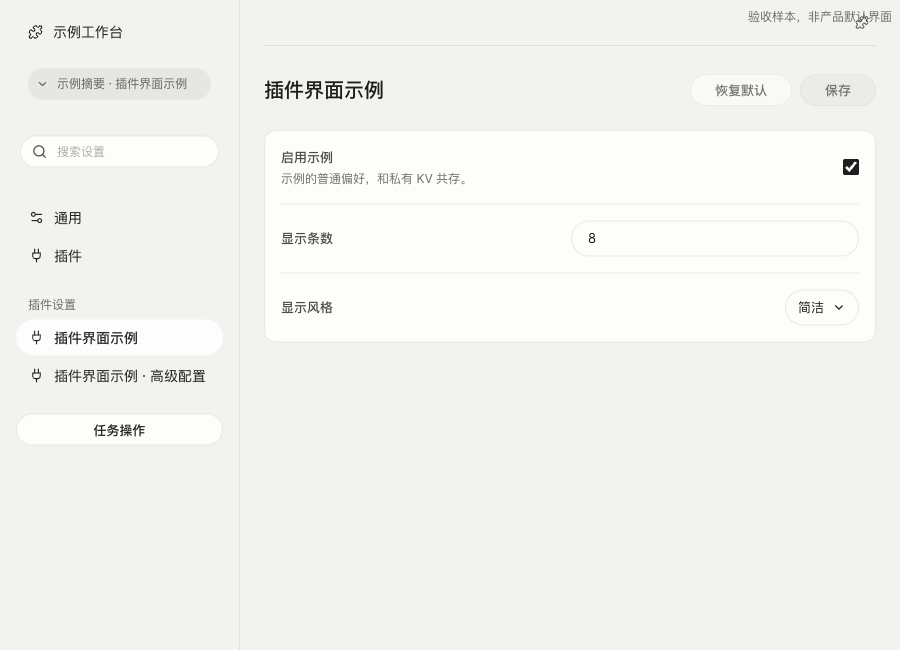 验收样本，非产品默认界面
示例工作台
示例摘要 · 插件界面示例
搜索设置
通用
插件
插件设置
插件界面示例
插件界面示例 · 高级配置
任务操作
插件界面示例
恢复默认
保存
启用示例
示例的普通偏好，和私有 KV 共存。
显示条数
8
显示风格
简洁